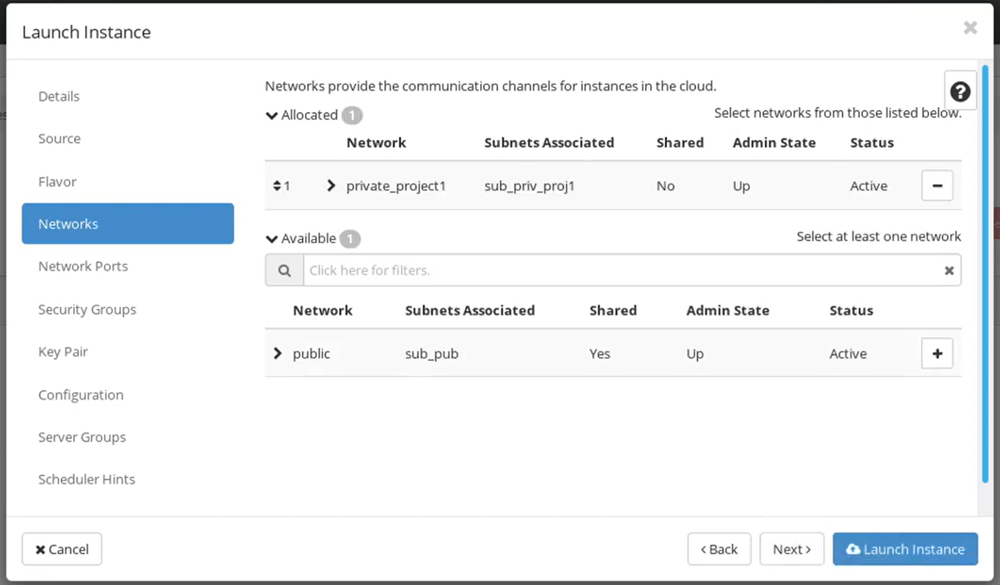 Launch Instance
Details
Source
Flavor
Networks
Network Ports
Security Groups
Key Pair
Configuration
Server Groups
Scheduler Hints
Networks provide the communication channels for instances in the cloud.
Allocated 1 Select networks from those listed below.
Network Subnets Associated Shared Admin State Status
1 private_project1 sub_priv_proj1 No Up Active
Available 1 Select at least one network
Click here for filters.
Network Subnets Associated Shared Admin State Status
public sub_pub Yes Up Active
Cancel < Back Next > Launch Instance